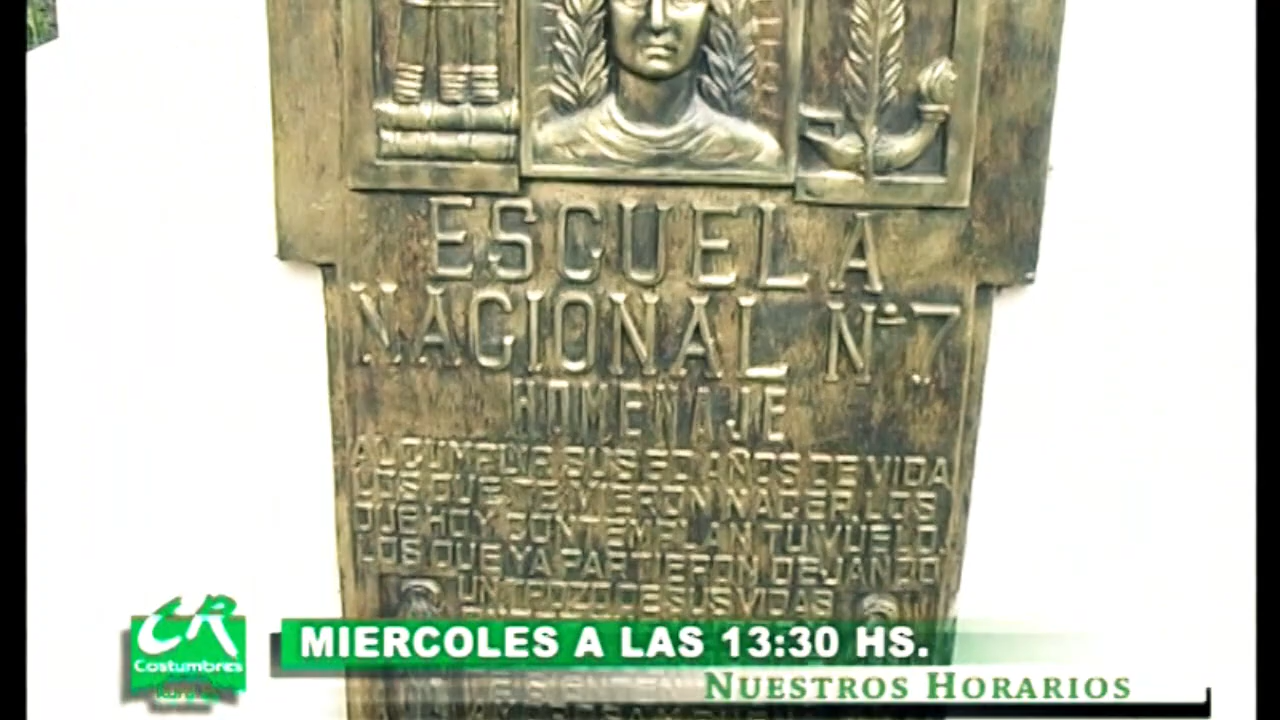 ESCUELA
NACIONAL Nº 7
HOMENAJE
AL CUMPLIR SUS 50 AÑOS DE VIDA
LOS QUE TE VIERON NACER, LOS
QUE HOY CONTEMPLAN TU VUELO,
LOS QUE YA PARTIERON DEJANDO
UN TROZO DE SUS VIDAS
CR
Costumbres
MIERCOLES A LAS 13:30 HS.
NUESTROS HORARIOS